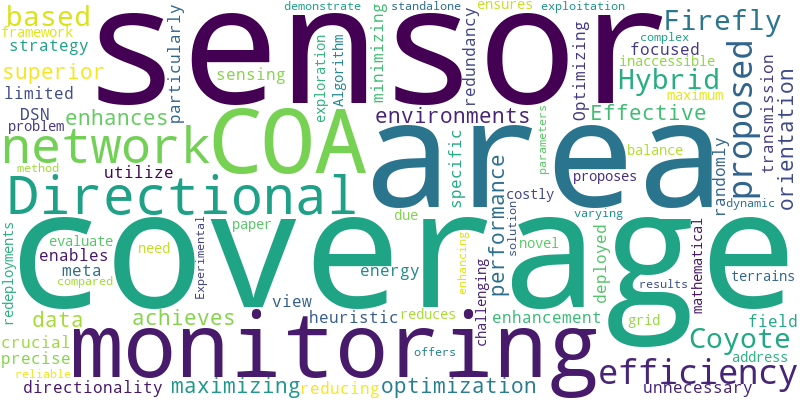 based
framework
strategy
superior
limited
sensor
demonstrate
standalone
exploitation
ensures
particularly
sensing
exploration
Algorithm
minimizing
redundancy
focused
complex
Firefly
inaccessible
Optimizing
Hybrid
maximum
proposed
transmission
orientation
DSN
problem
enhances
COA
environments
Effective
network
area
method
utilize
Directional
specific
performance
parameters
balance
proposes
randomly
costly
varying
dynamic
coverage
redeployments
evaluate
need
enables
meta
compared
Experimental
paper
due
energy
view
heuristic
enhancing
solution
novel
deployed
results
mathematical
terrains
data
achieves
monitoring
reduces
challenging
enhancement
grid
Coyote
field
crucial
precise
reliable
offers
efficiency
address
directionality
maximizing
reducing
optimization
unnecessary